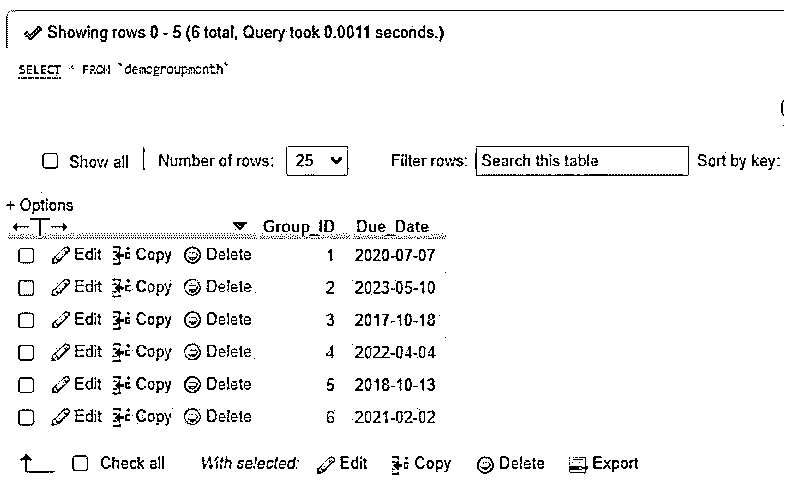 Showing rows 0 - 5 (6 total, Query took 0.0011 seconds.)
SELECT * FROM `demogroupmonth`
Show all Number of rows: 25 Filter rows: Search this table Sort by key:
+ Options
Group_ID Due_Date
Edit Copy Delete 1 2020-07-07
Edit Copy Delete 2 2023-05-10
Edit Copy Delete 3 2017-10-18
Edit Copy Delete 4 2022-04-04
Edit Copy Delete 5 2018-10-13
Edit Copy Delete 6 2021-02-02
Check all With selected: Edit Copy Delete Export